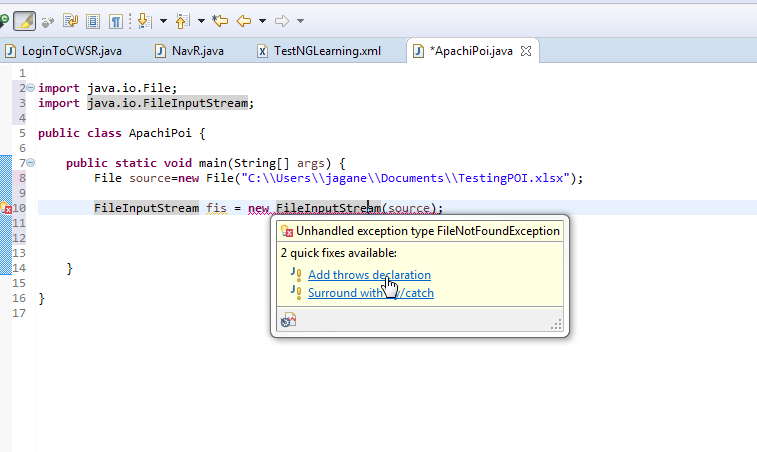 LoginToCWSR.java NavR.java TestNGLearning.xml *ApachiPoi.java
1
2 import java.io.File;
3 import java.io.FileInputStream;
4
5 public class ApachiPoi {
6
7 public static void main(String[] args) {
8 File source=new File("C:\\Users\\jagane\\Documents\\TestingPOI.xlsx");
9
10 FileInputStream fis = new FileInputStream(source);
11
12
13
14 }
15
16 }
17
Unhandled exception type FileNotFoundException
2 quick fixes available:
Add throws declaration
Surround with try/catch